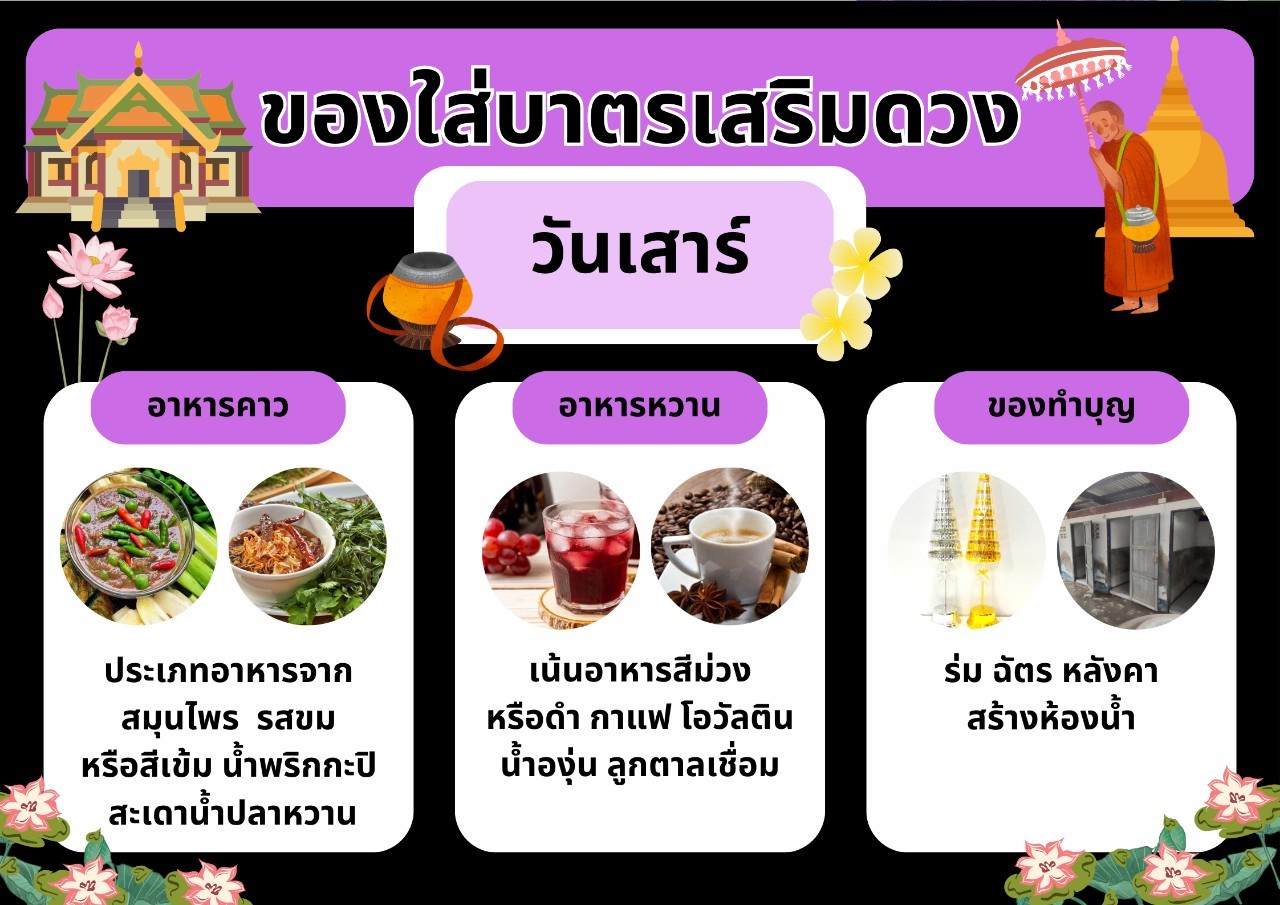 ของใส่บาตรเสริมดวง
วันเสาร์
อาหารคาว
ประเภทอาหารจาก
สมุนไพร รสขม
หรือสีเข้ม น้ำพริกกะปิ
สะเดาน้ำปลาหวาน
อาหารหวาน
เน้นอาหารสีม่วง
หรือดำ กาแฟ โอวัลติน
น้ำองุ่น ลูกตาลเชื่อม
ของทำบุญ
ร่ม ฉัตร หลังคา
สร้างห้องน้ำ